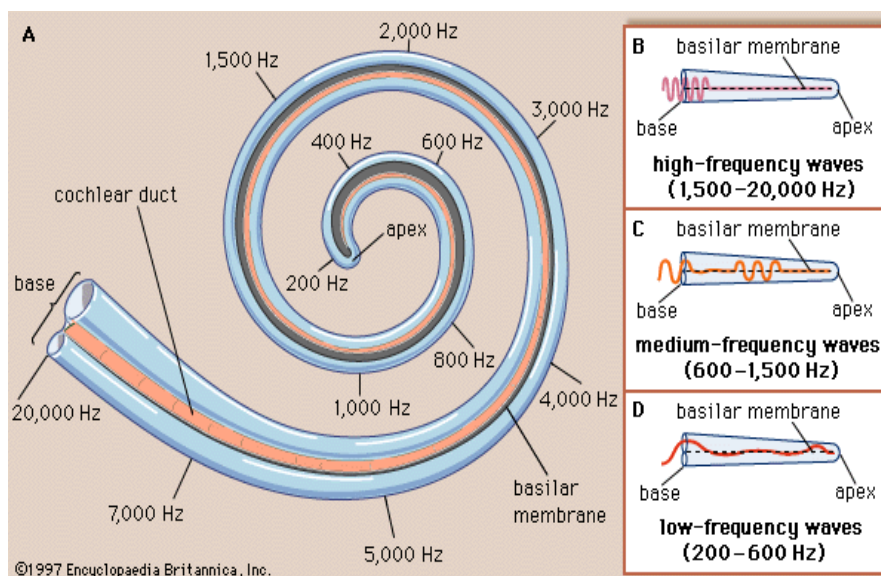 A
2,000 Hz
1,500 Hz
3,000 Hz
400 Hz
600 Hz
cochlear duct
apex
200 Hz
base
800 Hz
20,000 Hz
1,000 Hz
4,000 Hz
7,000 Hz
basilar
membrane
5,000 Hz
©1997 Encyclopaedia Britannica, Inc.
B
basilar membrane
base
apex
high-frequency waves
(1,500–20,000 Hz)
C
basilar membrane
base
apex
medium-frequency waves
(600–1,500 Hz)
D
basilar membrane
base
apex
low-frequency waves
(200–600 Hz)